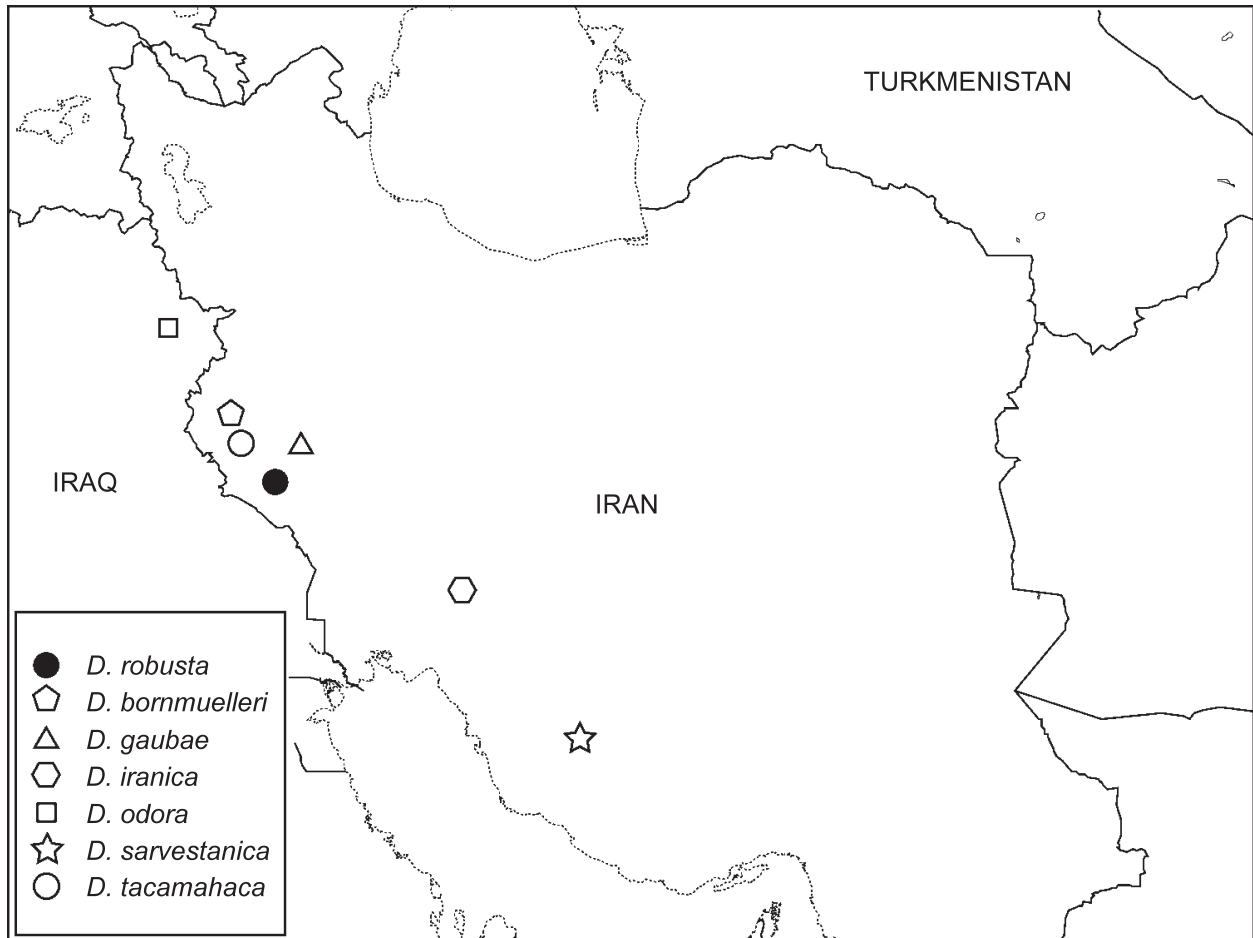 TURKMENISTAN
IRAQ
IRAN
D. robusta
D. bornmuelleri
D. gaubae
D. iranica
D. odora
D. sarvestanica
D. tacamahaca